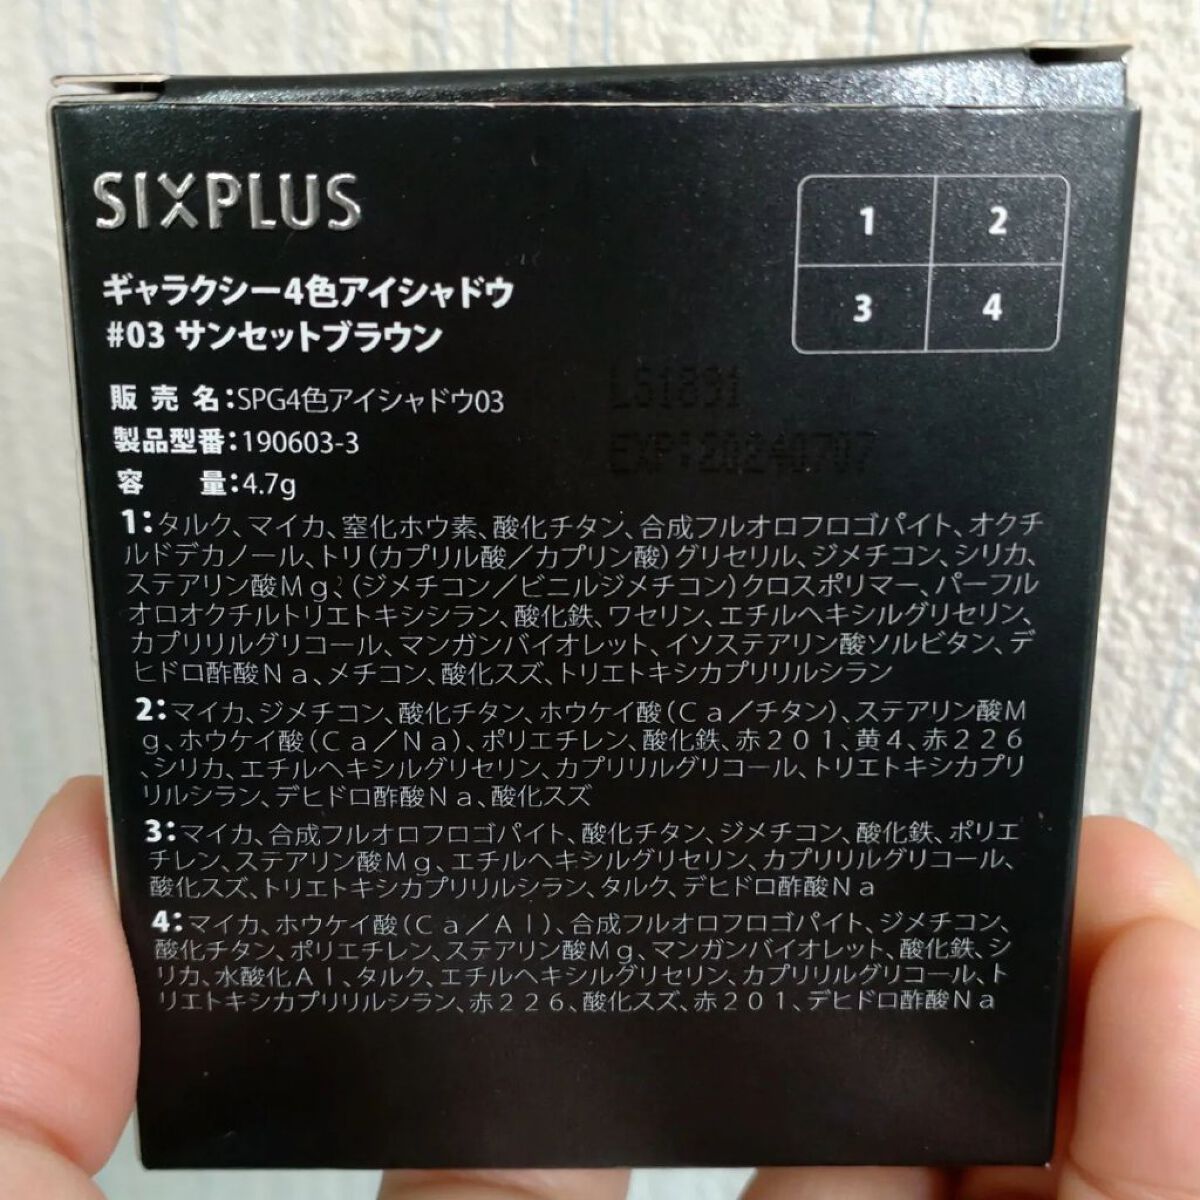 SIXPLUS
1 2
3 4
ギャラクシー4色アイシャドウ
#03 サンセットブラウン
販売名:SPG4色アイシャドウ03
製品型番:190603-3
容 量:4.7g
L51891
EXP:20240707
1:タルク、マイカ、窒化ホウ素、酸化チタン、合成フルオロフロゴパイト、オクチ
ルドデカノール、トリ(カプリル酸/カプリン酸)グリセリル、ジメチコン、シリカ、
ステアリン酸Mg、(ジメチコン/ビニルジメチコン)クロスポリマー、パーフル
オロオクチルトリエトキシシラン、酸化鉄、ワセリン、エチルヘキシルグリセリン、
カプリリルグリコール、マンガンバイオレット、イソステアリン酸ソルビタン、デ
ヒドロ酢酸Na、メチコン、酸化スズ、トリエトキシカプリリルシラン
2:マイカ、ジメチコン、酸化チタン、ホウケイ酸(Ca/チタン)、ステアリン酸M
g、ホウケイ酸(Ca/Na)、ポリエチレン、酸化鉄、赤201、黄4、赤226
、シリカ、エチルヘキシルグリセリン、カプリリルグリコール、トリエトキシカプリ
リルシラン、デヒドロ酢酸Na、酸化スズ
3:マイカ、合成フルオロフロゴパイト、酸化チタン、ジメチコン、酸化鉄、ポリエ
チレン、ステアリン酸Mg、エチルヘキシルグリセリン、カプリリルグリコール、
酸化スズ、トリエトキシカプリリルシラン、タルク、デヒドロ酢酸Na
4:マイカ、ホウケイ酸(Ca/Al)、合成フルオロフロゴパイト、ジメチコン、
酸化チタン、ポリエチレン、ステアリン酸Mg、マンガンバイオレット、酸化鉄、シ
リカ、水酸化Al、タルク、エチルヘキシルグリセリン、カプリリルグリコール、ト
リエトキシカプリリルシラン、赤226、酸化スズ、赤201、デヒドロ酢酸Na